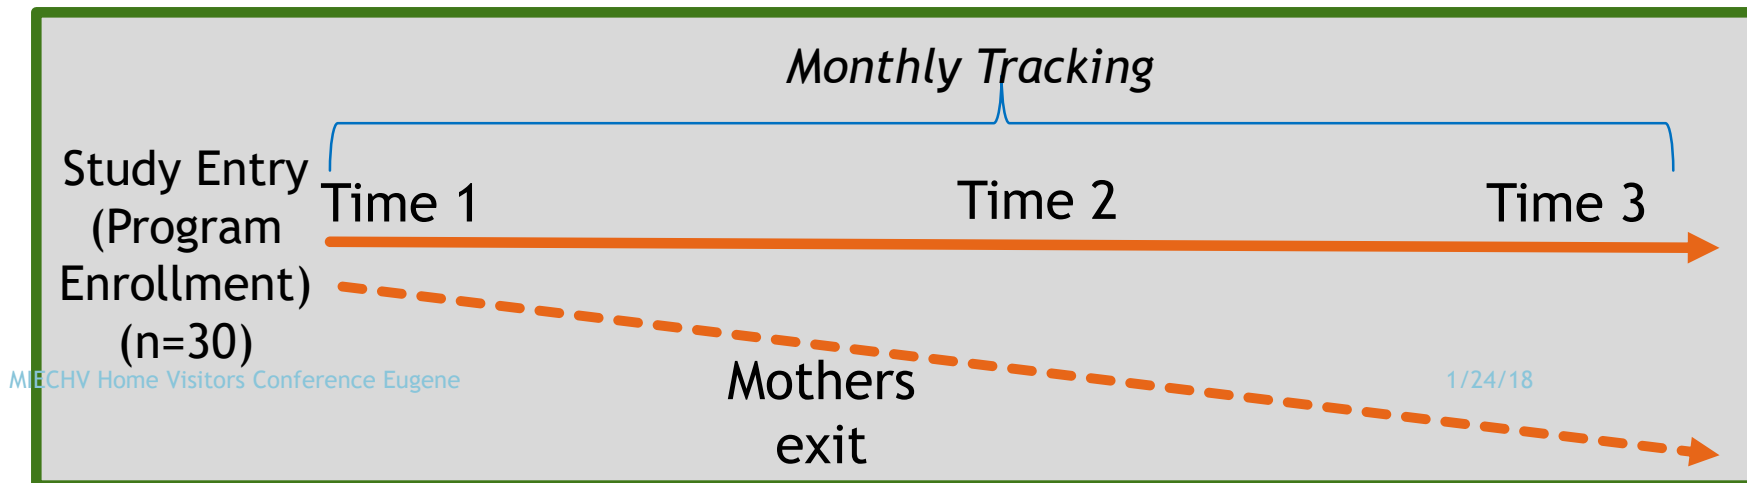 Monthly Tracking
Study Entry
(Program
Enrollment)
(n=30)
Time 1
Time 2
Time 3
Mothers
exit
MIECHV Home Visitors Conference Eugene
1/24/18